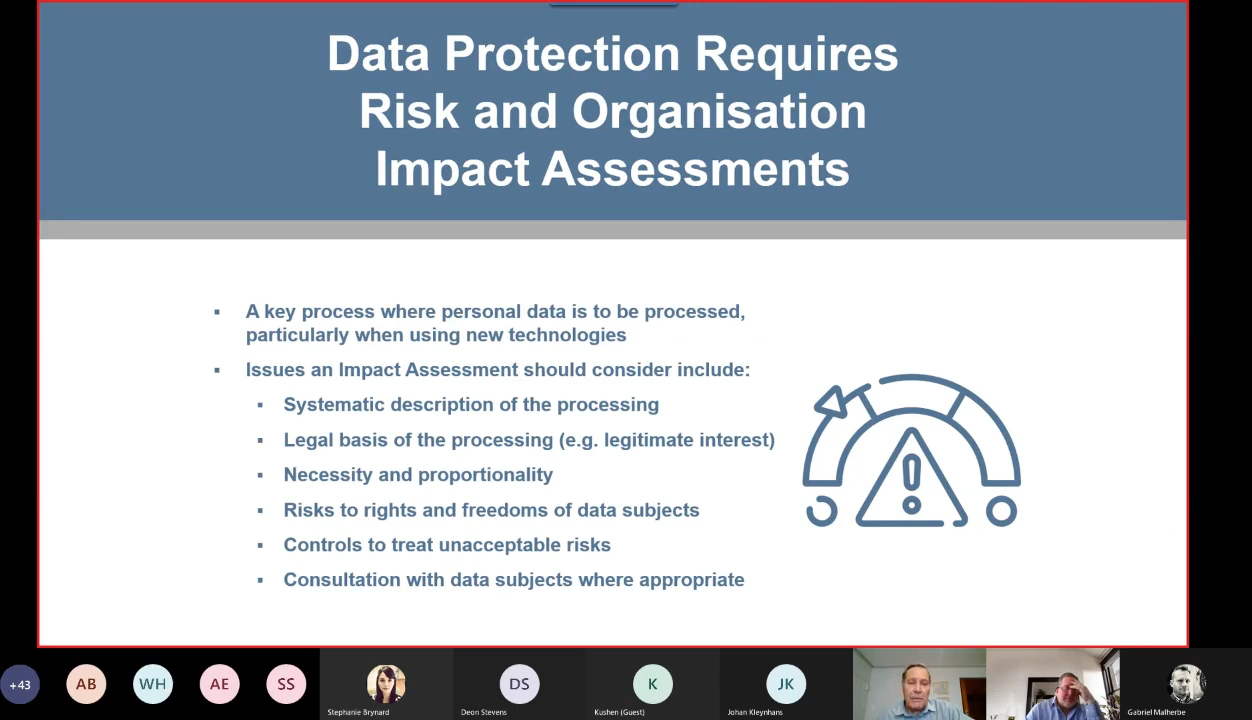 Data Protection Requires
Risk and Organisation
Impact Assessments
▪ A key process where personal data is to be processed,
particularly when using new technologies
▪ Issues an Impact Assessment should consider include:
▪ Systematic description of the processing
▪ Legal basis of the processing (e.g. legitimate interest)
▪ Necessity and proportionality
▪ Risks to rights and freedoms of data subjects
▪ Controls to treat unacceptable risks
▪ Consultation with data subjects where appropriate
+43
AB
WH
AE
SS
DS
K
JK
Stephanie Brynard
Deon Stevens
Kushen (Guest)
Johan Kleynhans
Gabriel Malherbe